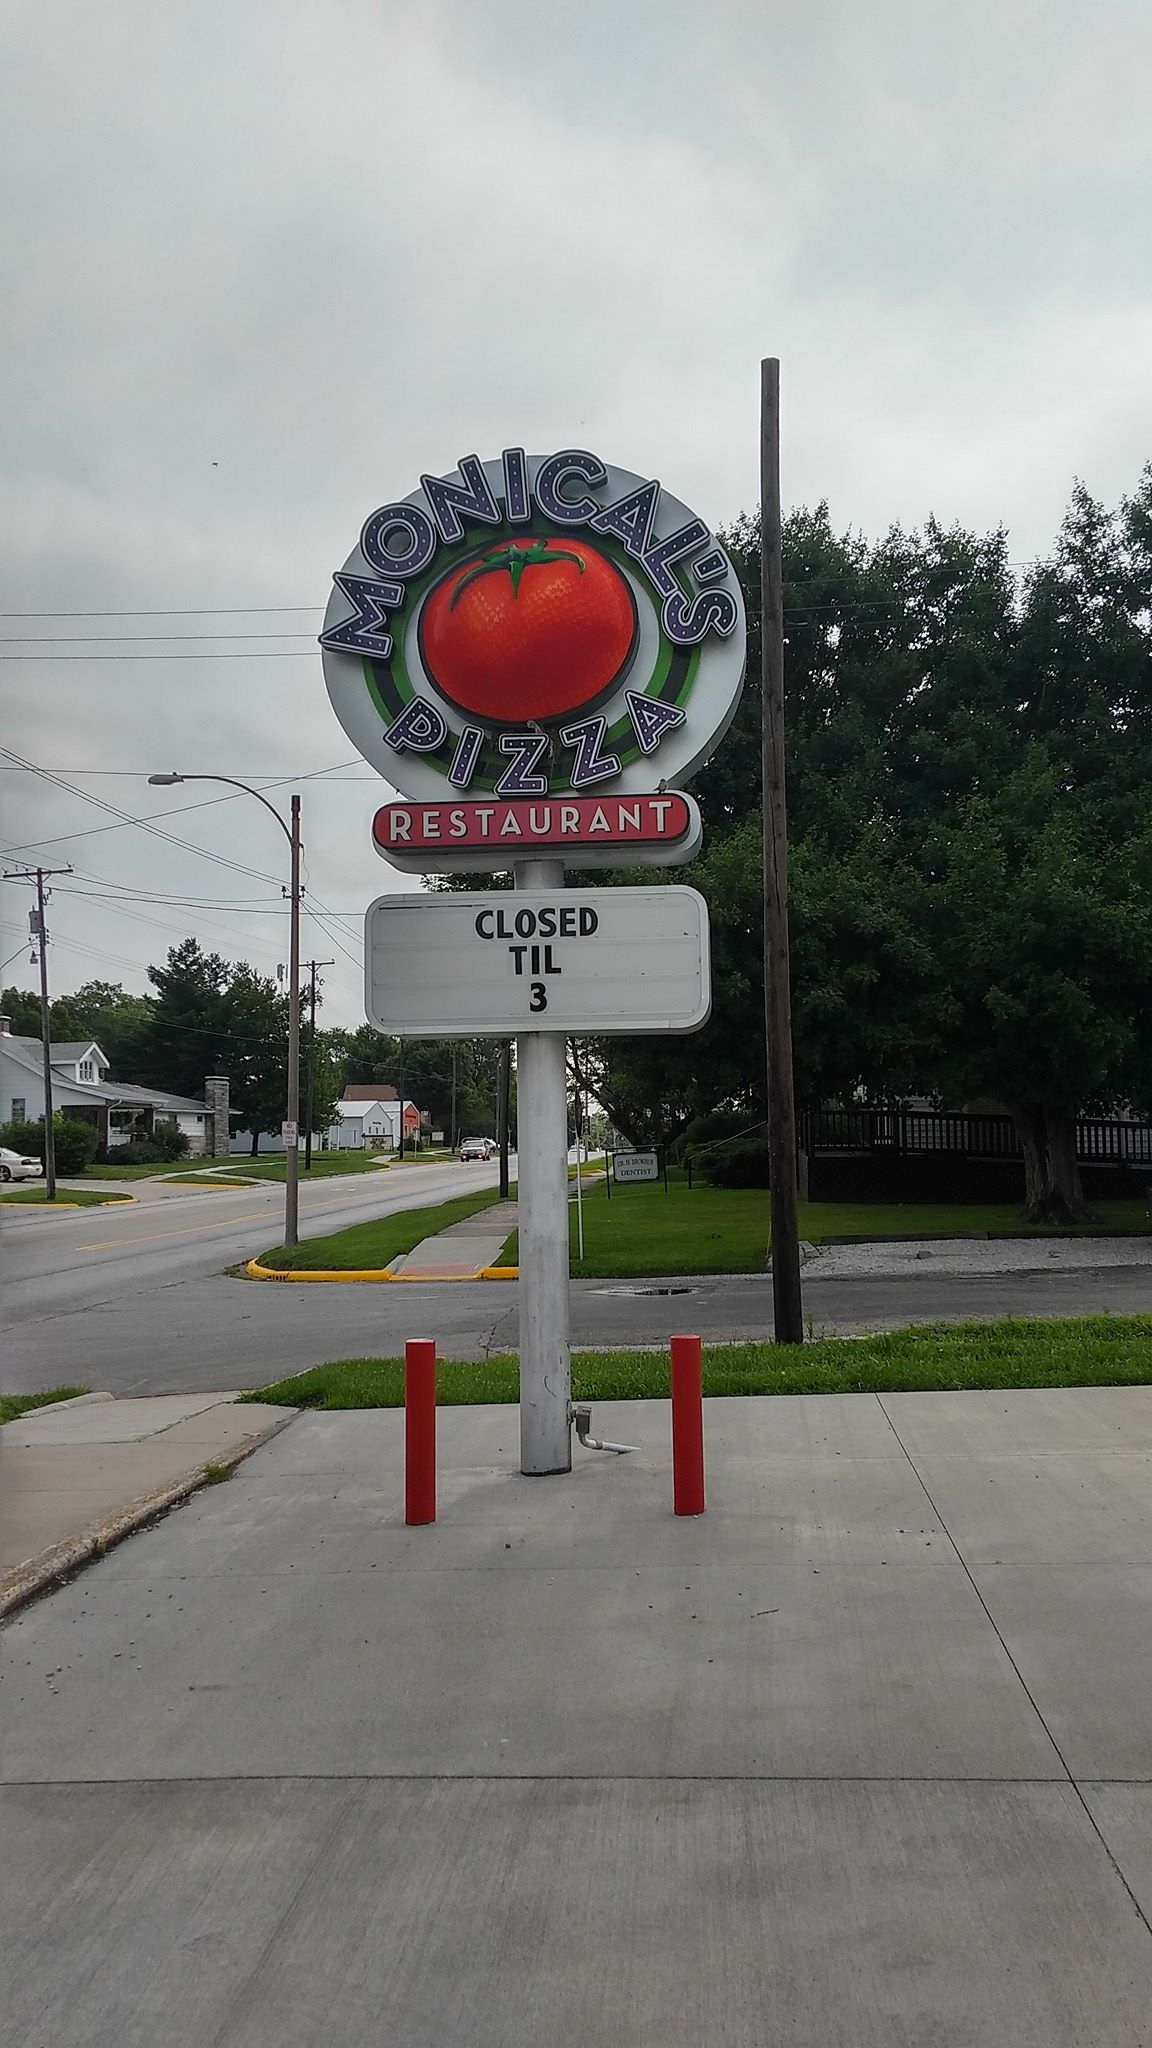 MONICAL'S
PIZZA
RESTAURANT
CLOSED
TIL
3
DENTIST